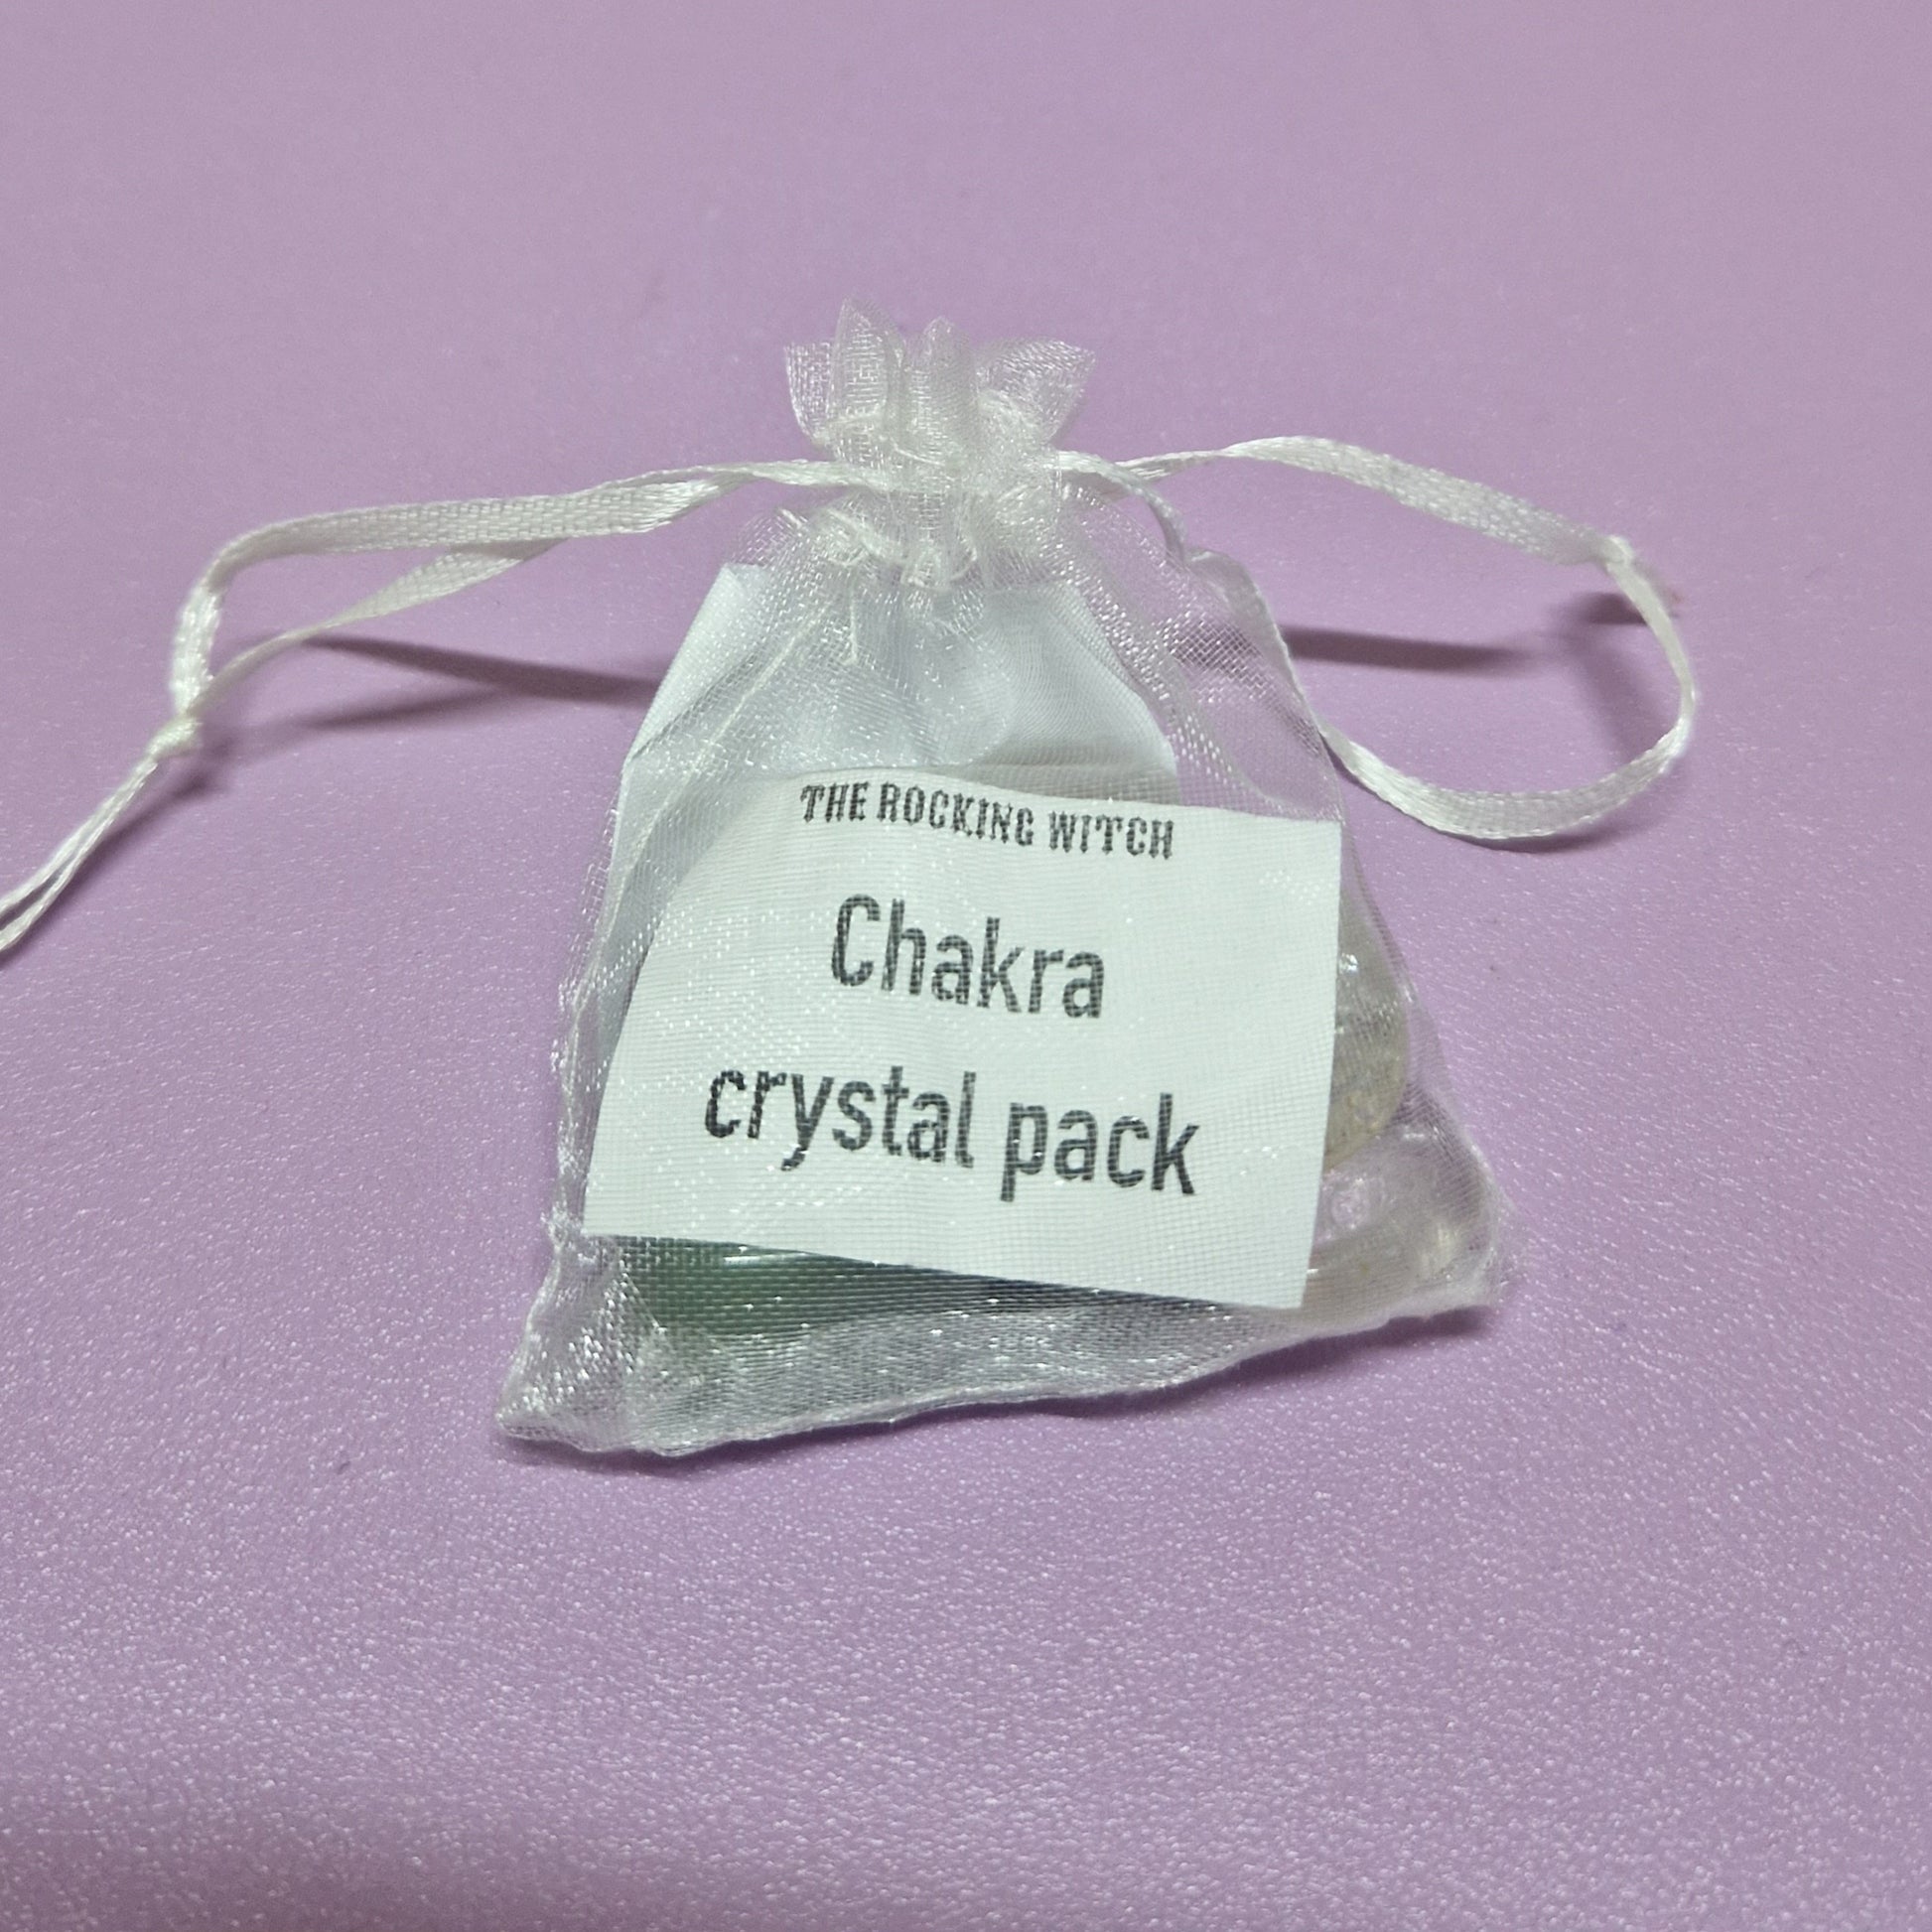 THE ROCKING WITCH
Chakra
crystal pack